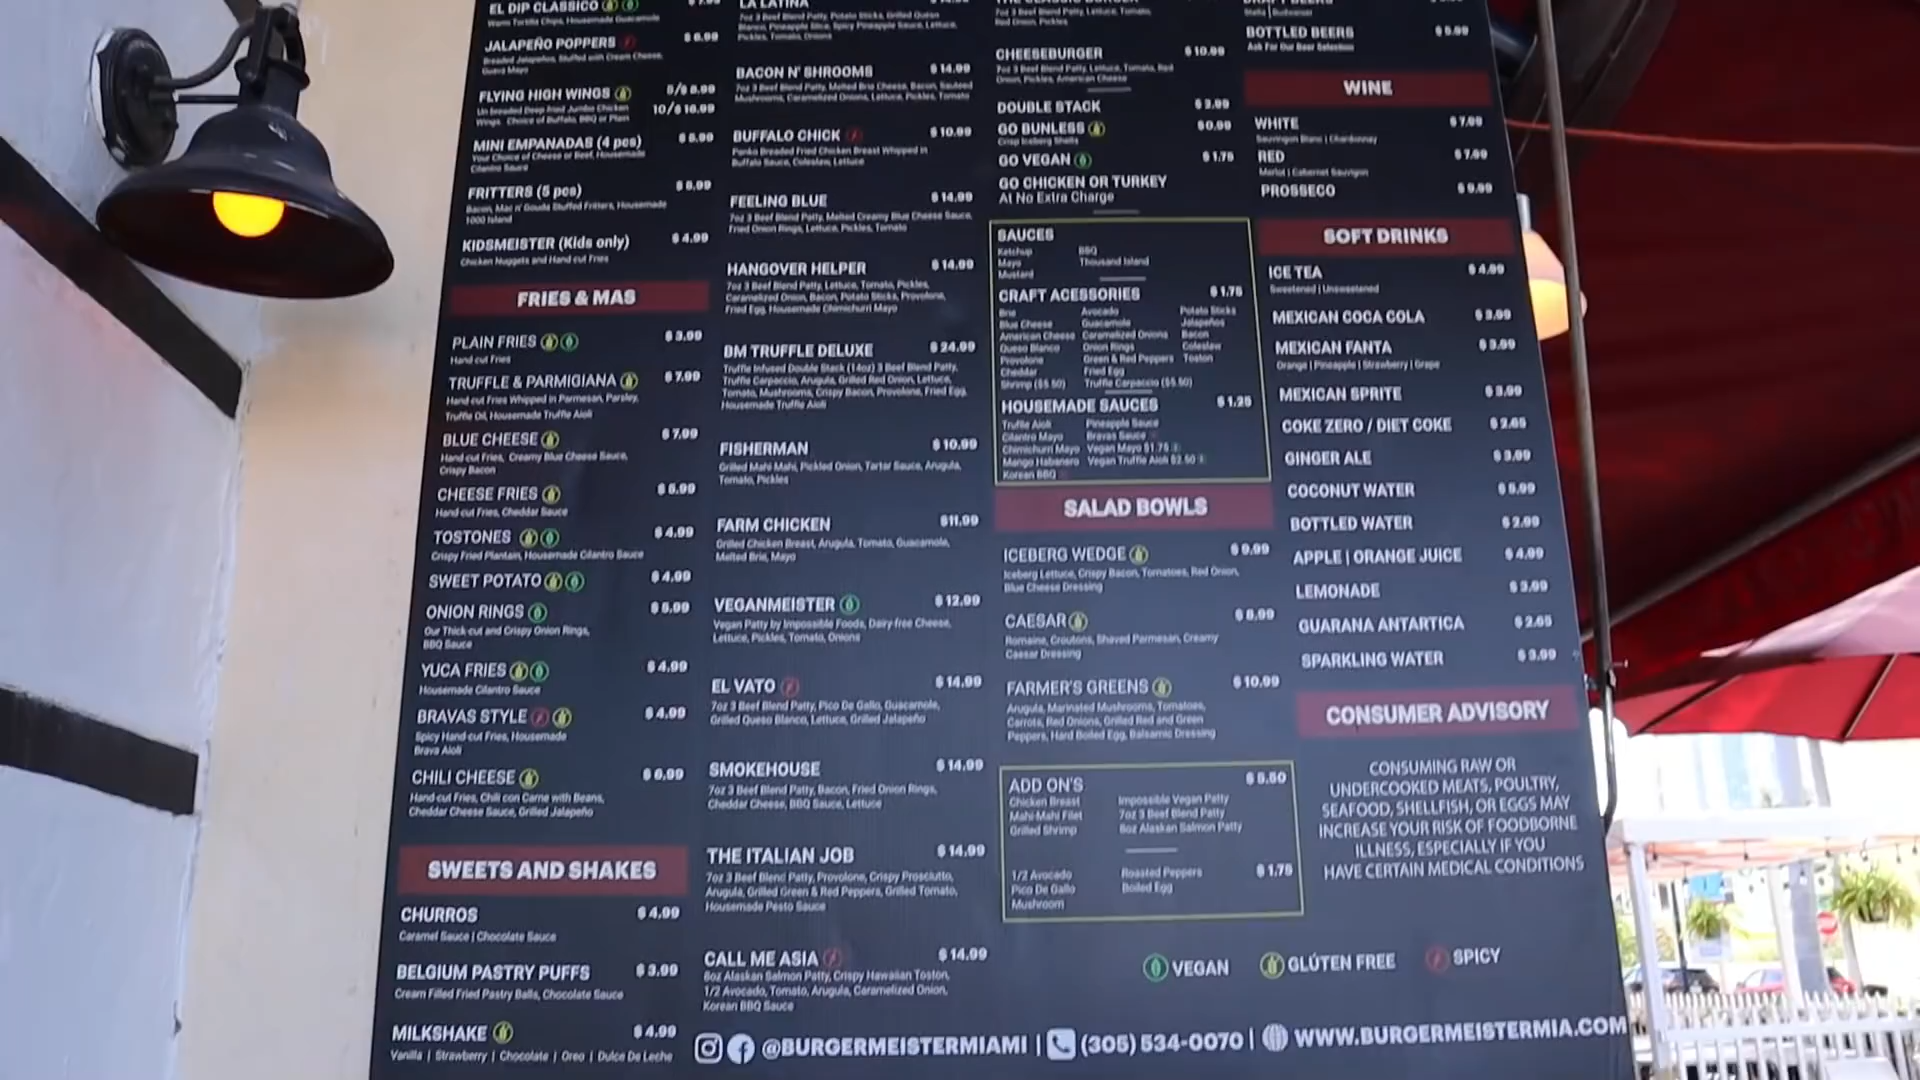 EL DIP CLASSICO
Warm Tortilla Chips, Housemade Guacamole
JALAPEÑO POPPERS $ 6.99
Breaded Jalapeños, Stuffed with Cream Cheese,
Guava Mayo
FLYING HIGH WINGS 5/$ 8.99
Un breaded Deep fried Jumbo Chicken 10/$ 16.99
Wings. Choice of Buffalo, BBQ or Plain
MINI EMPANADAS (4 pcs)
Your Choice of Cheese or Beef, Housemade
Cilantro Sauce
FRITTERS (5 pcs)
Bacon, Mac n' Gouda Stuffed Fritters, Housemade
1000 Island
KIDSMEISTER (Kids only) $ 4.99
Chicken Nuggets and Hand cut Fries
FRIES & MAS
PLAIN FRIES $ 3.99
Hand cut Fries
TRUFFLE & PARMIGIANA $ 7.99
Hand cut Fries Whipped in Parmesan, Parsley,
Truffle Oil, Housemade Truffle Aioli
BLUE CHEESE $ 7.99
Hand cut Fries, Creamy Blue Cheese Sauce,
Crispy Bacon
CHEESE FRIES
Hand cut Fries, Cheddar Sauce
TOSTONES $ 4.99
Crispy Fried Plantain, Housemade Cilantro Sauce
SWEET POTATO $ 4.99
ONION RINGS $ 5.99
Our Thick-cut and Crispy Onion Rings,
BBQ Sauce
YUCA FRIES $ 4.99
Housemade Cilantro Sauce
BRAVAS STYLE $ 4.99
Spicy Hand cut Fries, Housemade
Brava Aioli
CHILI CHEESE $ 6.99
Hand cut Fries, Chili con Carne with Beans,
Cheddar Cheese Sauce, Grilled Jalapeño
SWEETS AND SHAKES
CHURROS $ 4.99
Caramel Sauce | Chocolate Sauce
BELGIUM PASTRY PUFFS $ 3.99
Cream Filled Fried Pastry Balls, Chocolate Sauce
MILKSHAKE $ 4.99
Vanilla | Strawberry | Chocolate | Oreo | Dulce De Leche
LA LATINA
7oz 3 Beef Blend Patty, Potato Sticks, Grilled Queso
Blanco, Pineapple Slice, Spicy Pineapple Sauce, Lettuce,
Pickles, Tomato, Onions
BACON N' SHROOMS $ 14.99
7oz 3 Beef Blend Patty, Melted Brie Cheese, Bacon, Sauteed
Mushrooms, Caramelized Onions, Lettuce, Pickles, Tomato
BUFFALO CHICK $ 10.99
Panko Breaded Fried Chicken Breast Whipped in
Buffalo Sauce, Coleslaw, Lettuce
FEELING BLUE $ 14.99
7oz 3 Beef Blend Patty, Melted Creamy Blue Cheese Sauce,
Fried Onion Rings, Lettuce, Pickles, Tomato
HANGOVER HELPER $ 14.99
7oz 3 Beef Blend Patty, Lettuce, Tomato, Pickles,
Caramelized Onion, Bacon, Potato Sticks, Provolone,
Fried Egg, Housemade Chimichurri Mayo
BM TRUFFLE DELUXE $ 24.99
Truffle Infused Double Stack (14oz) 3 Beef Blend Patty,
Truffle Carpaccio, Arugula, Grilled Red Onion, Lettuce,
Tomato, Mushrooms, Crispy Bacon, Provolone, Fried Egg,
Housemade Truffle Aioli
FISHERMAN $ 10.99
Grilled Mahi Mahi, Pickled Onion, Tartar Sauce, Arugula,
Tomato, Pickles
FARM CHICKEN $11.99
Grilled Chicken Breast, Arugula, Tomato, Guacamole,
Melted Brie, Mayo
VEGANMEISTER $ 12.99
Vegan Patty by Impossible Foods, Dairy-free Cheese,
Lettuce, Pickles, Tomato, Onions
EL VATO $ 14.99
7oz 3 Beef Blend Patty, Pico De Gallo, Guacamole,
Grilled Queso Blanco, Lettuce, Grilled Jalapeño
SMOKEHOUSE $ 14.99
7oz 3 Beef Blend Patty, Bacon, Fried Onion Rings,
Cheddar Cheese, BBQ Sauce, Lettuce
THE ITALIAN JOB $ 14.99
7oz 3 Beef Blend Patty, Provolone, Crispy Prosciutto,
Arugula, Grilled Green & Red Peppers, Grilled Tomato,
Housemade Pesto Sauce
CALL ME ASIA $ 14.99
8oz Alaskan Salmon Patty, Crispy Hawaiian Toston,
1/2 Avocado, Tomato, Arugula, Caramelized Onion,
Korean BBQ Sauce
THE CLASSIC BURGER
7oz 3 Beef Blend Patty, Lettuce, Tomato,
Red Onion, Pickles
CHEESEBURGER $ 10.99
7oz 3 Beef Blend Patty, Lettuce, Tomato, Red
Onion, Pickles, American Cheese
DOUBLE STACK $ 3.99
GO BUNLESS $0.99
Crisp Iceberg Shells
GO VEGAN $ 1.75
GO CHICKEN OR TURKEY
At No Extra Charge
SAUCES
Ketchup BBQ
Mayo Thousand Island
Mustard
CRAFT ACESSORIES $ 1.75
Brie Avocado Potato Sticks
Blue Cheese Guacamole Jalapeños
American Cheese Caramelized Onions Bacon
Queso Blanco Onion Rings Coleslaw
Provolone Green & Red Peppers Toston
Cheddar Fried Egg
Shrimp ($5.50) Truffle Carpaccio ($5.50)
HOUSEMADE SAUCES $ 1.25
Truffle Aioli Pineapple Sauce
Cilantro Mayo Bravas Sauce
Chimichurri Mayo Vegan Mayo $1.75
Mango Habanero Vegan Truffle Aioli $2.50
Korean BBQ
SALAD BOWLS
ICEBERG WEDGE $ 9.99
Iceberg Lettuce, Crispy Bacon, Tomatoes, Red Onion,
Blue Cheese Dressing
CAESAR $ 8.99
Romaine, Croutons, Shaved Parmesan, Creamy
Caesar Dressing
FARMER'S GREENS $ 10.99
Arugula, Marinated Mushrooms, Tomatoes,
Carrots, Red Onions, Grilled Red and Green
Peppers, Hard Boiled Egg, Balsamic Dressing
ADD ON'S $ 5.50
Chicken Breast Impossible Vegan Patty
Mahi-Mahi Filet 7oz 3 Beef Blend Patty
Grilled Shrimp 8oz Alaskan Salmon Patty
1/2 Avocado Roasted Peppers $ 1.75
Pico De Gallo Boiled Egg
Mushroom
DRAFT BEERS
Stella | Budweiser
BOTTLED BEERS $ 5.99
Ask For Our Beer Selection
WINE
WHITE $ 7.99
Sauvignon Blanc | Chardonnay
RED $ 7.99
Merlot | Cabernet Sauvignon
PROSSECO $ 9.99
SOFT DRINKS
ICE TEA $ 4.99
Sweetened | Unsweetened
MEXICAN COCA COLA $ 3.99
MEXICAN FANTA $ 3.99
Orange | Pineapple | Strawberry | Grape
MEXICAN SPRITE $ 3.99
COKE ZERO / DIET COKE $ 2.65
GINGER ALE $ 3.99
COCONUT WATER $ 5.99
BOTTLED WATER $ 2.99
APPLE | ORANGE JUICE $ 4.99
LEMONADE $ 3.99
GUARANA ANTARTICA $ 2.65
SPARKLING WATER $ 3.99
CONSUMER ADVISORY
CONSUMING RAW OR
UNDERCOOKED MEATS, POULTRY,
SEAFOOD, SHELLFISH, OR EGGS MAY
INCREASE YOUR RISK OF FOODBORNE
ILLNESS, ESPECIALLY IF YOU
HAVE CERTAIN MEDICAL CONDITIONS
VEGAN GLÚTEN FREE SPICY
@BURGERMEISTERMIAMI | (305) 534-0070 | WWW.BURGERMEISTERMIA.COM